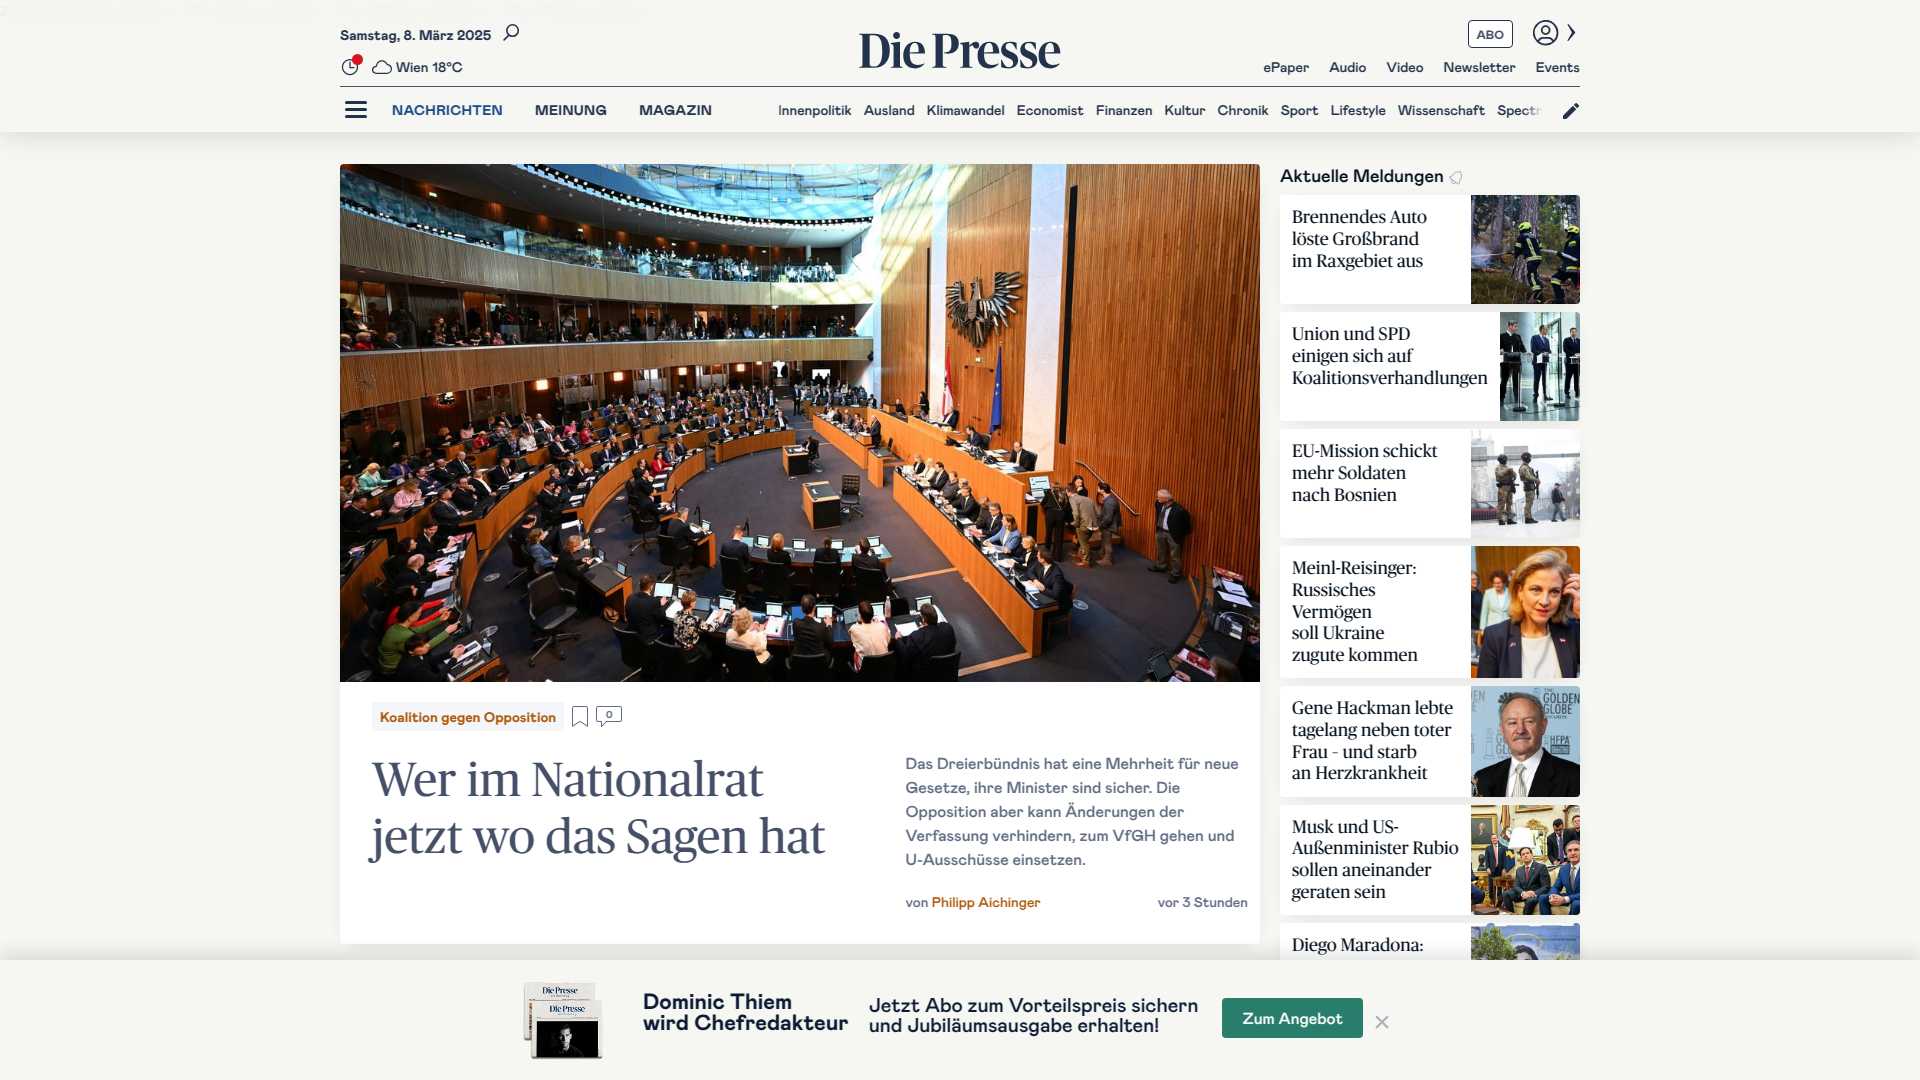 Samstag, 8. März 2025
Wien 18°C
Die Presse
ABO
ePaper Audio Video Newsletter Events
NACHRICHTEN MEINUNG MAGAZIN
Innenpolitik Ausland Klimawandel Economist Finanzen Kultur Chronik Sport Lifestyle Wissenschaft Spectr
Koalition gegen Opposition
0
Wer im Nationalrat
jetzt wo das Sagen hat
Das Dreierbündnis hat eine Mehrheit für neue
Gesetze, ihre Minister sind sicher. Die
Opposition aber kann Änderungen der
Verfassung verhindern, zum VfGH gehen und
U-Ausschüsse einsetzen.
von Philipp Aichinger
vor 3 Stunden
Aktuelle Meldungen
Brennendes Auto
löste Großbrand
im Raxgebiet aus
Union und SPD
einigen sich auf
Koalitionsverhandlungen
EU-Mission schickt
mehr Soldaten
nach Bosnien
Meinl-Reisinger:
Russisches
Vermögen
soll Ukraine
zugute kommen
Gene Hackman lebte
tagelang neben toter
Frau – und starb
an Herzkrankheit
GOLDEN
GLOBE
HFPA
Musk und US-
Außenminister Rubio
sollen aneinander
geraten sein
Diego Maradona:
Die Presse
Die Presse
Dominic Thiem
wird Chefredakteur
Jetzt Abo zum Vorteilspreis sichern
und Jubiläumsausgabe erhalten!
Zum Angebot